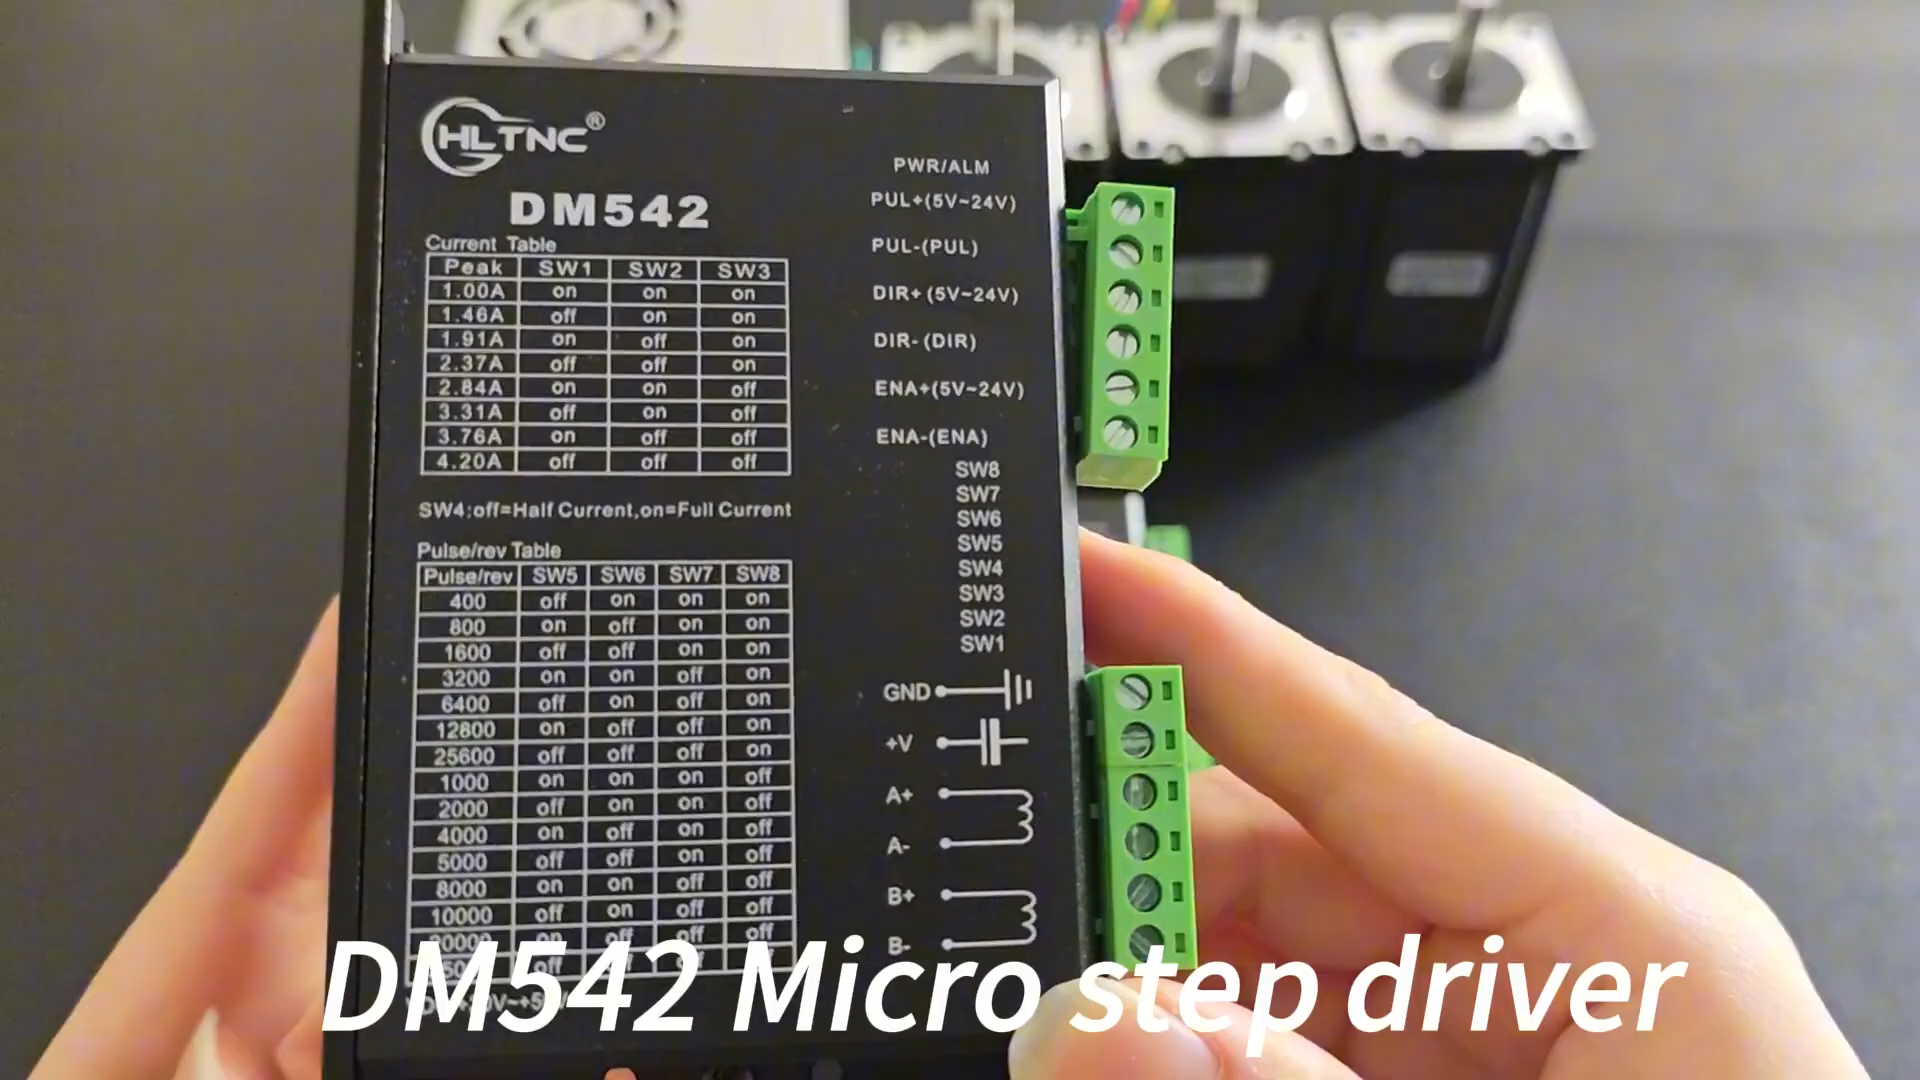 HLTNC®
DM542
Current Table
Peak SW1 SW2 SW3
1.00A on on on
1.46A off on on
1.91A on off on
2.37A off off on
2.84A on on off
3.31A off on off
3.76A on off off
4.20A off off off
SW4:off=Half Current,on=Full Current
Pulse/rev Table
Pulse/rev SW5 SW6 SW7 SW8
400 off on on on
800 on off on on
1600 off off on on
3200 on on off on
6400 off on off on
12800 on off off on
25600 off off off on
1000 on on on off
2000 off on on off
4000 on off on off
5000 off off on off
8000 on on off off
10000 off on off off
on off off off
off off
PWR/ALM
PUL+(5V~24V)
PUL-(PUL)
DIR+(5V~24V)
DIR-(DIR)
ENA+(5V~24V)
ENA-(ENA)
SW8
SW7
SW6
SW5
SW4
SW3
SW2
SW1
GND
+V
A+
A-
B+
B-
DM542 Micro step driver